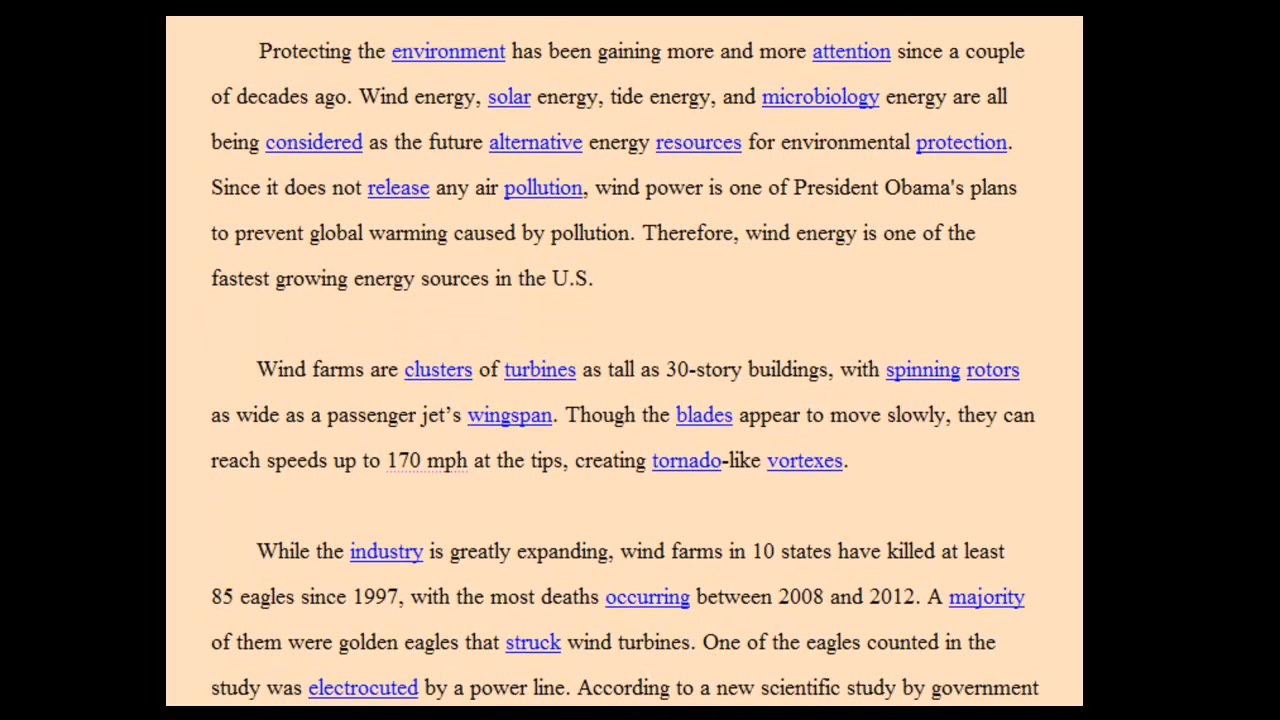 Protecting the environment has been gaining more and more attention since a couple
of decades ago. Wind energy, solar energy, tide energy, and microbiology energy are all
being considered as the future alternative energy resources for environmental protection.
Since it does not release any air pollution, wind power is one of President Obama's plans
to prevent global warming caused by pollution. Therefore, wind energy is one of the
fastest growing energy sources in the U.S.
Wind farms are clusters of turbines as tall as 30-story buildings, with spinning rotors
as wide as a passenger jet’s wingspan. Though the blades appear to move slowly, they can
reach speeds up to 170 mph at the tips, creating tornado-like vortexes.
While the industry is greatly expanding, wind farms in 10 states have killed at least
85 eagles since 1997, with the most deaths occurring between 2008 and 2012. A majority
of them were golden eagles that struck wind turbines. One of the eagles counted in the
study was electrocuted by a power line. According to a new scientific study by government